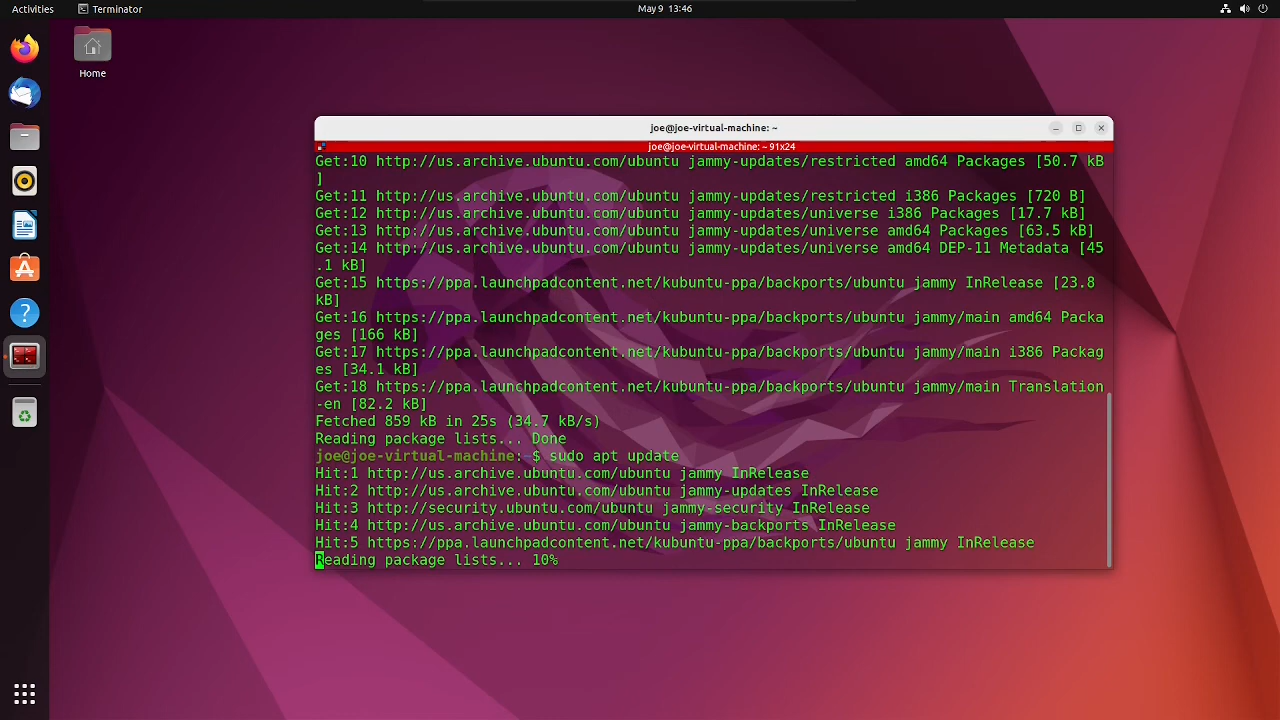 Activities
Terminator
May 9 13:46
Home
joe@joe-virtual-machine: ~
joe@joe-virtual-machine: ~ 91x24
Get:10 http://us.archive.ubuntu.com/ubuntu jammy-updates/restricted amd64 Packages [50.7 kB
]
Get:11 http://us.archive.ubuntu.com/ubuntu jammy-updates/restricted i386 Packages [720 B]
Get:12 http://us.archive.ubuntu.com/ubuntu jammy-updates/universe i386 Packages [17.7 kB]
Get:13 http://us.archive.ubuntu.com/ubuntu jammy-updates/universe amd64 Packages [63.5 kB]
Get:14 http://us.archive.ubuntu.com/ubuntu jammy-updates/universe amd64 DEP-11 Metadata [45
.1 kB]
Get:15 https://ppa.launchpadcontent.net/kubuntu-ppa/backports/ubuntu jammy InRelease [23.8
kB]
Get:16 https://ppa.launchpadcontent.net/kubuntu-ppa/backports/ubuntu jammy/main amd64 Packa
ges [166 kB]
Get:17 https://ppa.launchpadcontent.net/kubuntu-ppa/backports/ubuntu jammy/main i386 Packag
es [34.1 kB]
Get:18 https://ppa.launchpadcontent.net/kubuntu-ppa/backports/ubuntu jammy/main Translation
-en [82.2 kB]
Fetched 859 kB in 25s (34.7 kB/s)
Reading package lists... Done
joe@joe-virtual-machine:~$ sudo apt update
Hit:1 http://us.archive.ubuntu.com/ubuntu jammy InRelease
Hit:2 http://us.archive.ubuntu.com/ubuntu jammy-updates InRelease
Hit:3 http://security.ubuntu.com/ubuntu jammy-security InRelease
Hit:4 http://us.archive.ubuntu.com/ubuntu jammy-backports InRelease
Hit:5 https://ppa.launchpadcontent.net/kubuntu-ppa/backports/ubuntu jammy InRelease
Reading package lists... 10%